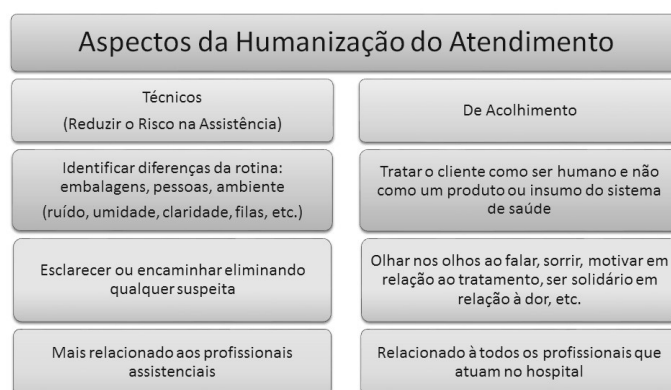 Aspectos da Humanização do Atendimento
Técnicos
(Reduzir o Risco na Assistência)
De Acolhimento
Identificar diferenças da rotina:
embalagens, pessoas, ambiente
(ruído, umidade, claridade, filas, etc.)
Tratar o cliente como ser humano e não
como um produto ou insumo do sistema
de saúde
Esclarecer ou encaminhar eliminando
qualquer suspeita
Olhar nos olhos ao falar, sorrir, motivar em
relação ao tratamento, ser solidário em
relação à dor, etc.
Mais relacionado aos profissionais
assistenciais
Relacionado à todos os profissionais que
atuam no hospital